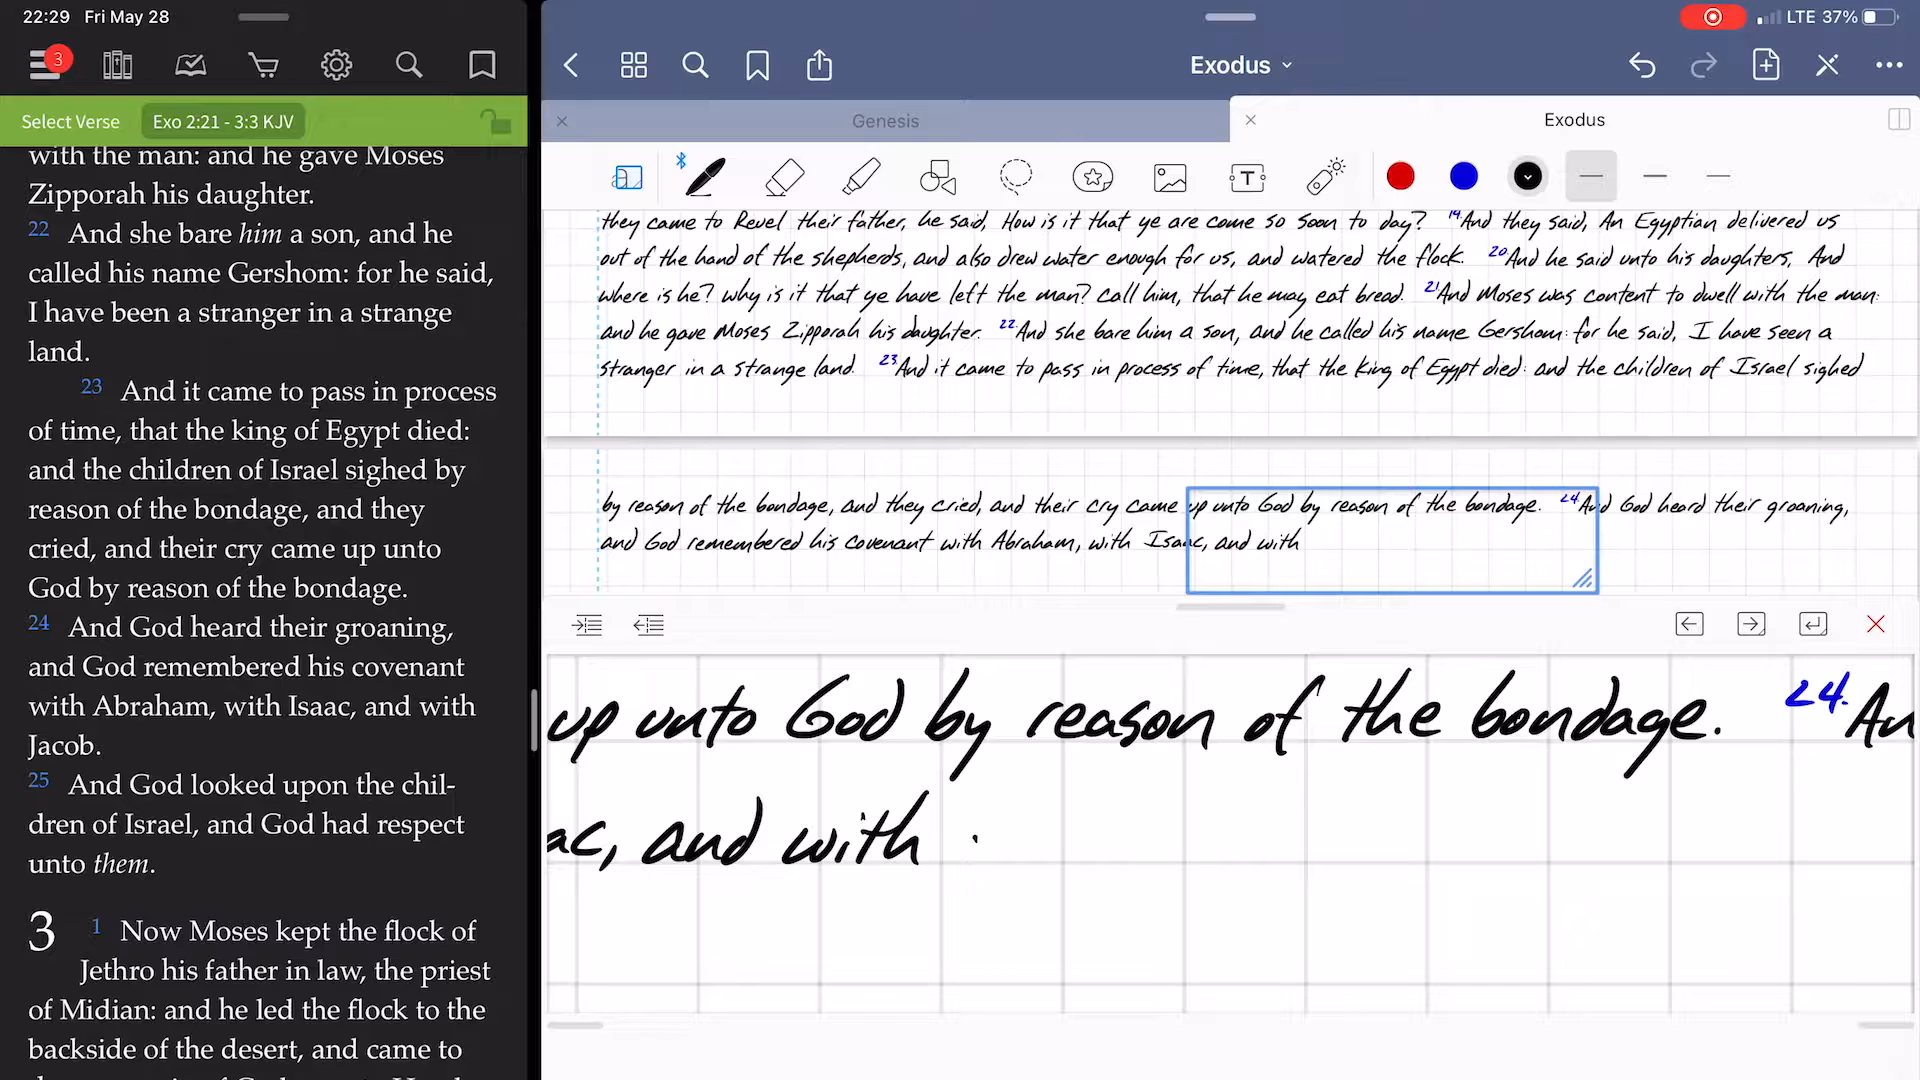 22:29 Fri May 28
LTE 37%
3
Select Verse
Exo 2:21 - 3:3 KJV
with the man: and he gave Moses
Zipporah his daughter.
22 And she bare him a son, and he
called his name Gershom: for he said,
I have been a stranger in a strange
land.
23 And it came to pass in process
of time, that the king of Egypt died:
and the children of Israel sighed by
reason of the bondage, and they
cried, and their cry came up unto
God by reason of the bondage.
24 And God heard their groaning,
and God remembered his covenant
with Abraham, with Isaac, and with
Jacob.
25 And God looked upon the chil-
dren of Israel, and God had respect
unto them.
3 1 Now Moses kept the flock of
Jethro his father in law, the priest
of Midian: and he led the flock to the
backside of the desert, and came to
Exodus
Genesis
Exodus
T
they came to Revel their father, he said, How is it that ye are come so soon to day? 19. And they said, An Egyptian delivered us
out of the hand of the shepherds, and also drew water enough for us, and watered the flock. 20 And he said unto his daughters, And
where is he? why is it that ye have left the man? call him, that he may eat bread. 21 And Moses was content to dwell with the man:
and he gave Moses Zipporah his daughter. 22. And she bare him a son, and he called his name Gershom: for he said, I have seen a
stranger in a strange land. 23 And it came to pass in process of time, that the king of Egypt died: and the children of Israel sighed
by reason of the bondage, and they cried, and their cry came up unto God by reason of the bondage. 24. And God heard their groaning,
and God remembered his covenant with Abraham, with Isaac, and with
up unto God by reason of the bondage. 24. An
ac, and with